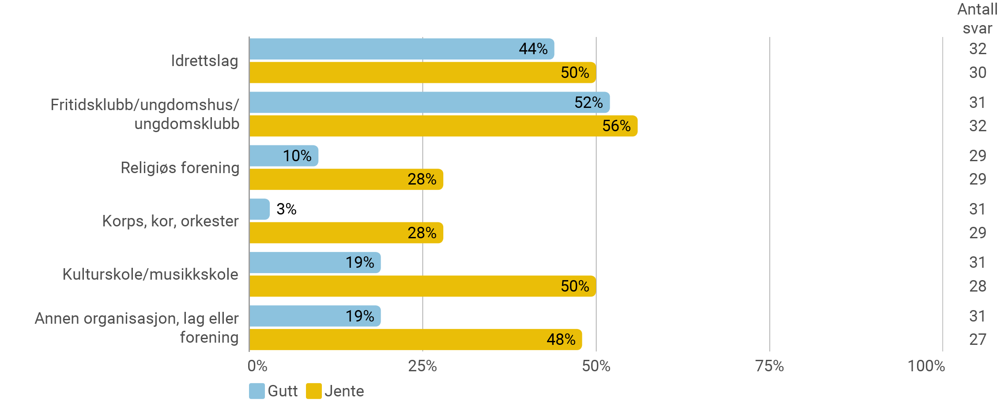 Antall
svar
Idrettslag
44%
32
50%
30
Fritidsklubb/ungdomshus/
ungdomsklubb
52%
31
56%
32
Religiøs forening
10%
29
28%
29
Korps, kor, orkester
3%
31
28%
29
Kulturskole/musikkskole
19%
31
50%
28
Annen organisasjon, lag eller
forening
19%
31
48%
27
0% 25% 50% 75% 100%
Gutt Jente